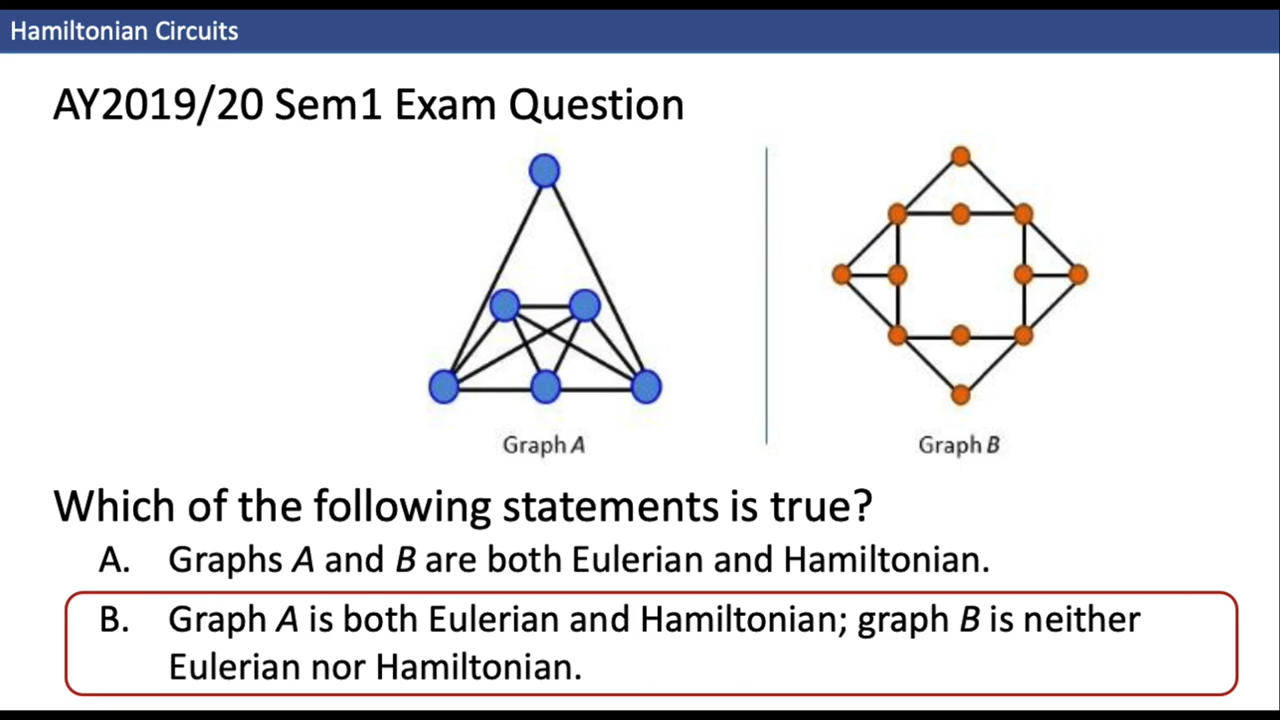 Hamiltonian Circuits
AY2019/20 Sem1 Exam Question
Graph A
Graph B
Which of the following statements is true?
A. Graphs A and B are both Eulerian and Hamiltonian.
B. Graph A is both Eulerian and Hamiltonian; graph B is neither
Eulerian nor Hamiltonian.